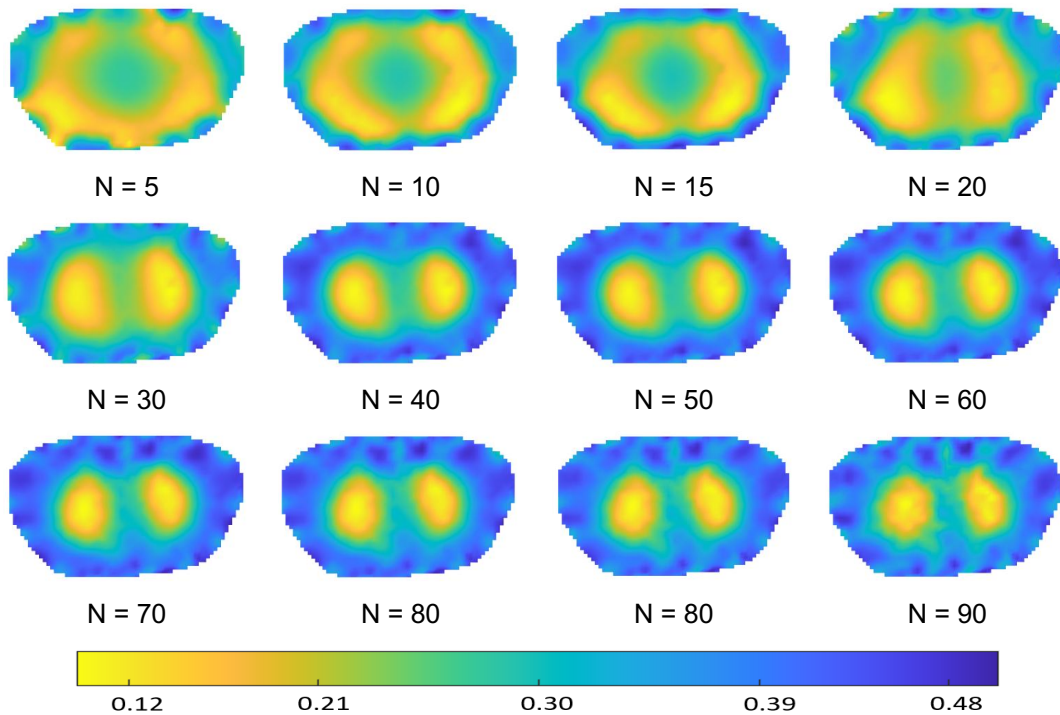 N = 5 N = 10 N = 15 N = 20
N = 30 N = 40 N = 50 N = 60
N = 70 N = 80 N = 80 N = 90
0.12 0.21 0.30 0.39 0.48